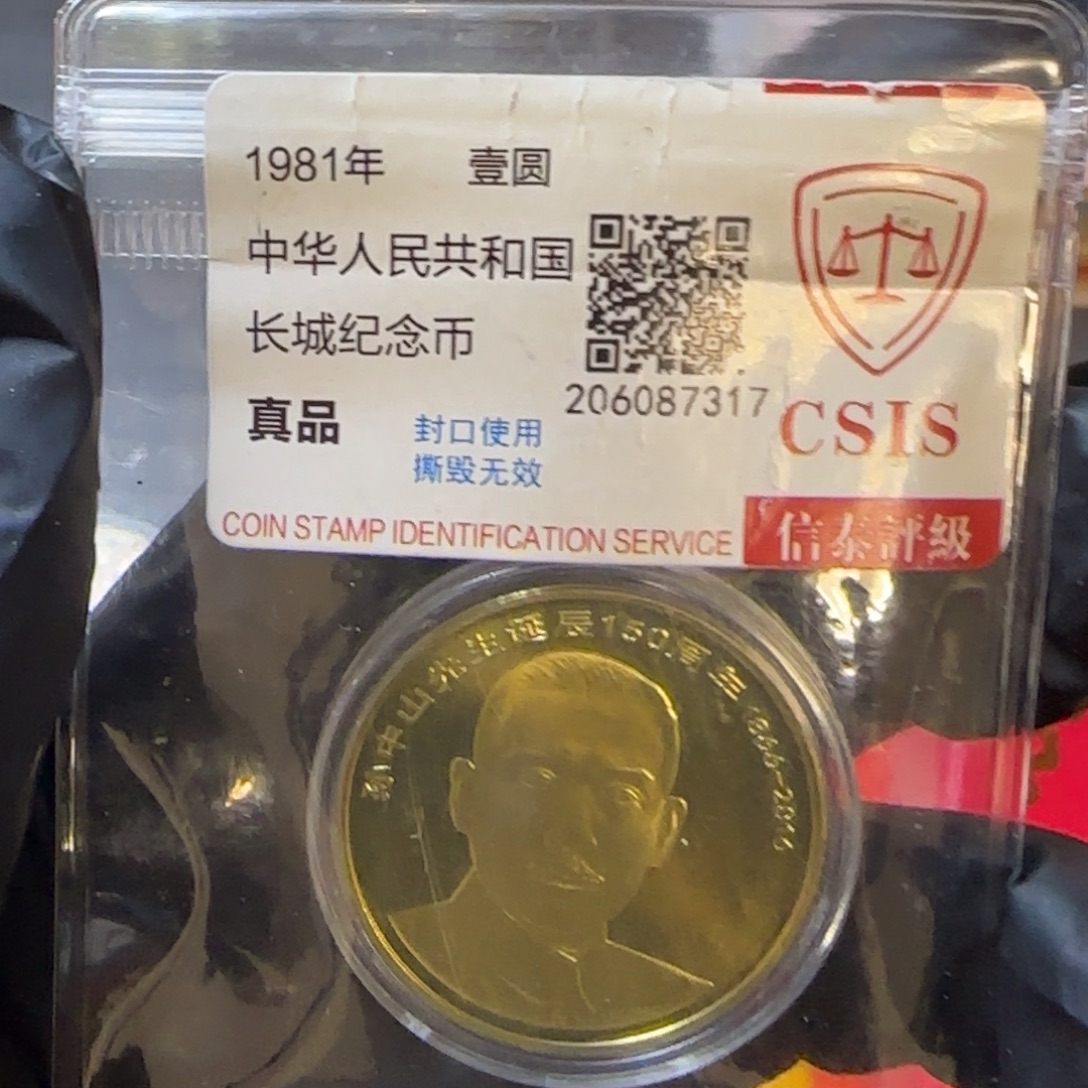 1981年 壹圆
中华人民共和国
长城纪念币
真品
封口使用
撕毁无效
206087317
CSIS
COIN STAMP IDENTIFICATION SERVICE
信泰評級
孙中山先生诞辰150周年 1866-2016